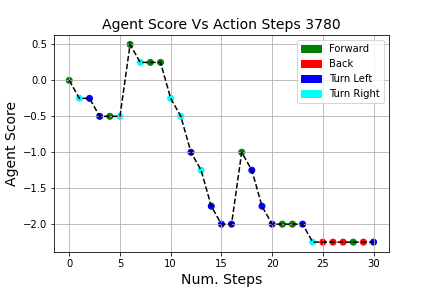 Agent Score Vs Action Steps 3780
Agent Score
0.5
0.0
−0.5
−1.0
−1.5
−2.0
Forward
Back
Turn Left
Turn Right
0 5 10 15 20 25 30
Num. Steps